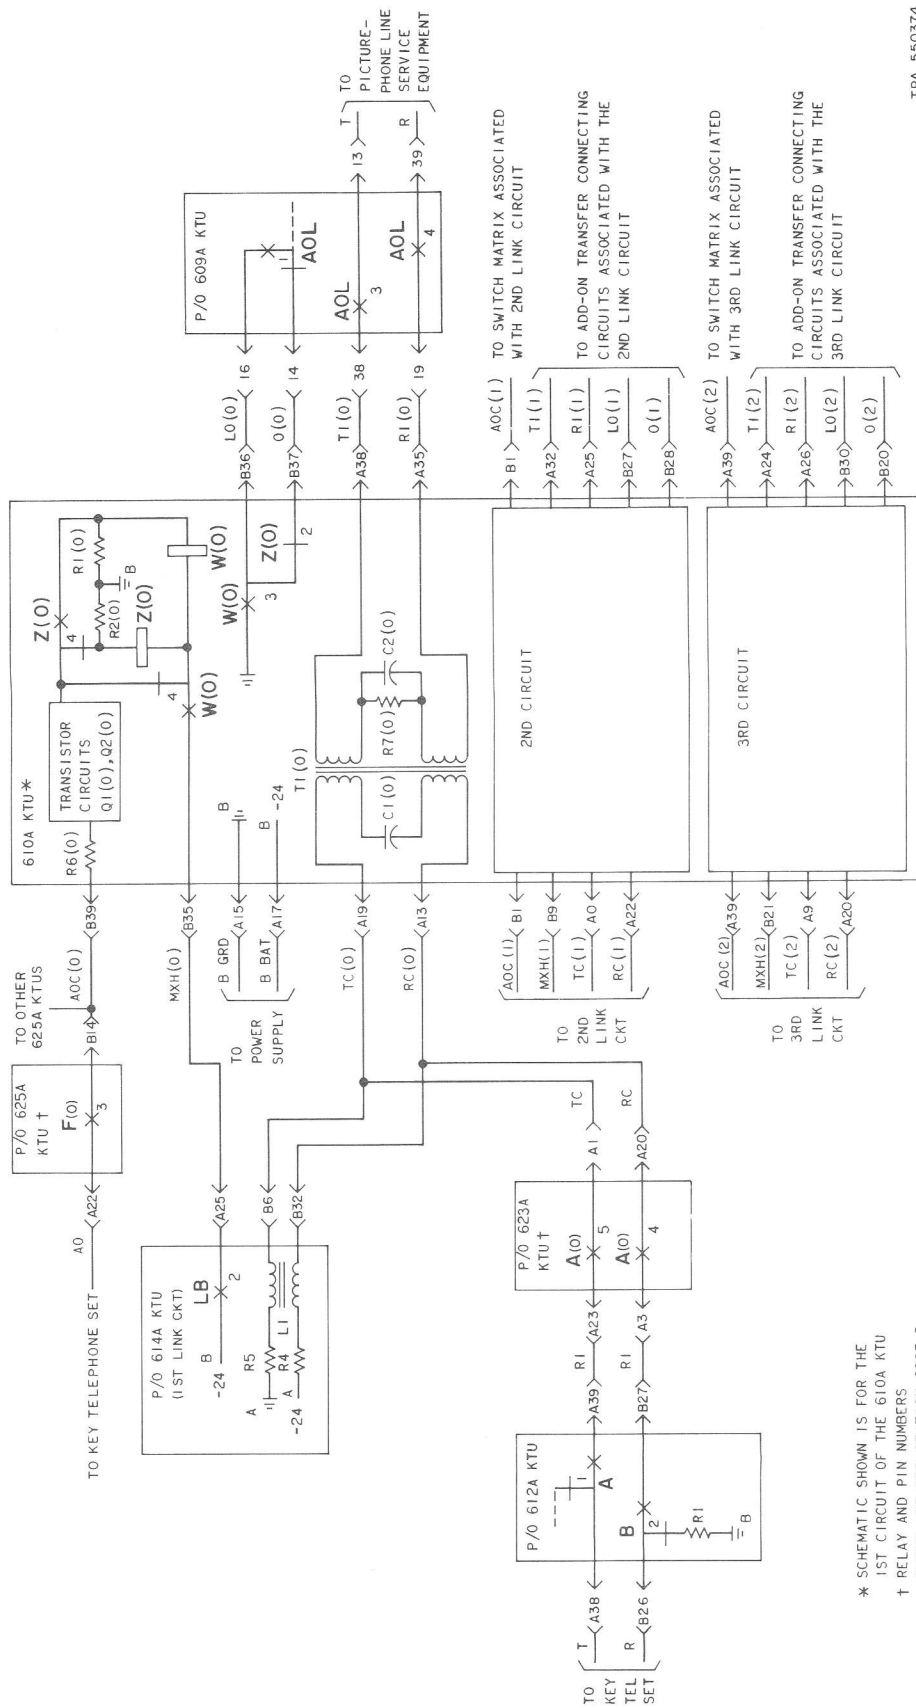 TO KEY TELEPHONE SET
AO
A22
P/O 625A
KTU †
F(0)
3
B14
TO OTHER
625A KTUS
AOC(0)
B39
610A KTU*
R6(0)
TRANSISTOR
CIRCUITS
Q1(0),Q2(0)
Z(0)
4
R1(0)
R2(0)
B
Z(0)
W(0)
4
W(0)
P/O 614A KTU
(1ST LINK CKT)
-24
B
LB
2
A25
MXH(0)
B35
A
R5
B6
-24
A
R4
L1
B32
TO
POWER
SUPPLY
B GRD
A15
B
B BAT
A17
B
-24
W(0)
3
Z(0)
2
B36
LO(0)
16
B37
O(0)
14
P/O 609A KTU
1
AOL
AOL
3
AOL
4
TC(0)
A19
RC(0)
A13
T1(0)
C1(0)
R7(0)
C2(0)
A38
T1(0)
38
A35
R1(0)
19
13
T
39
R
TO
PICTURE-
PHONE LINE
SERVICE
EQUIPMENT
TO
KEY
TEL
SET
T
A38
R
B26
P/O 612A KTU
1
A
B
2
R1
B
A39
R1
A23
B27
R1
A3
P/O 623A
KTU †
A(0)
5
A(0)
4
A1
TC
A20
RC
TO
2ND
LINK
CKT
AOC(1)
B1
MXH(1)
B9
TC(1)
A0
RC(1)
A22
2ND CIRCUIT
B1
AOC(1)
TO SWITCH MATRIX ASSOCIATED
WITH 2ND LINK CIRCUIT
A32
T1(1)
A25
R1(1)
B27
LO(1)
B28
O(1)
TO ADD-ON TRANSFER CONNECTING
CIRCUITS ASSOCIATED WITH THE
2ND LINK CIRCUIT
TO
3RD
LINK
CKT
AOC(2)
A39
MXH(2)
B21
TC(2)
A9
RC(2)
A20
3RD CIRCUIT
A39
AOC(2)
TO SWITCH MATRIX ASSOCIATED
WITH 3RD LINK CIRCUIT
A24
T1(2)
A26
R1(2)
B30
LO(2)
B20
O(2)
TO ADD-ON TRANSFER CONNECTING
CIRCUITS ASSOCIATED WITH THE
3RD LINK CIRCUIT
* SCHEMATIC SHOWN IS FOR THE
1ST CIRCUIT OF THE 610A KTU
† RELAY AND PIN NUMBERS